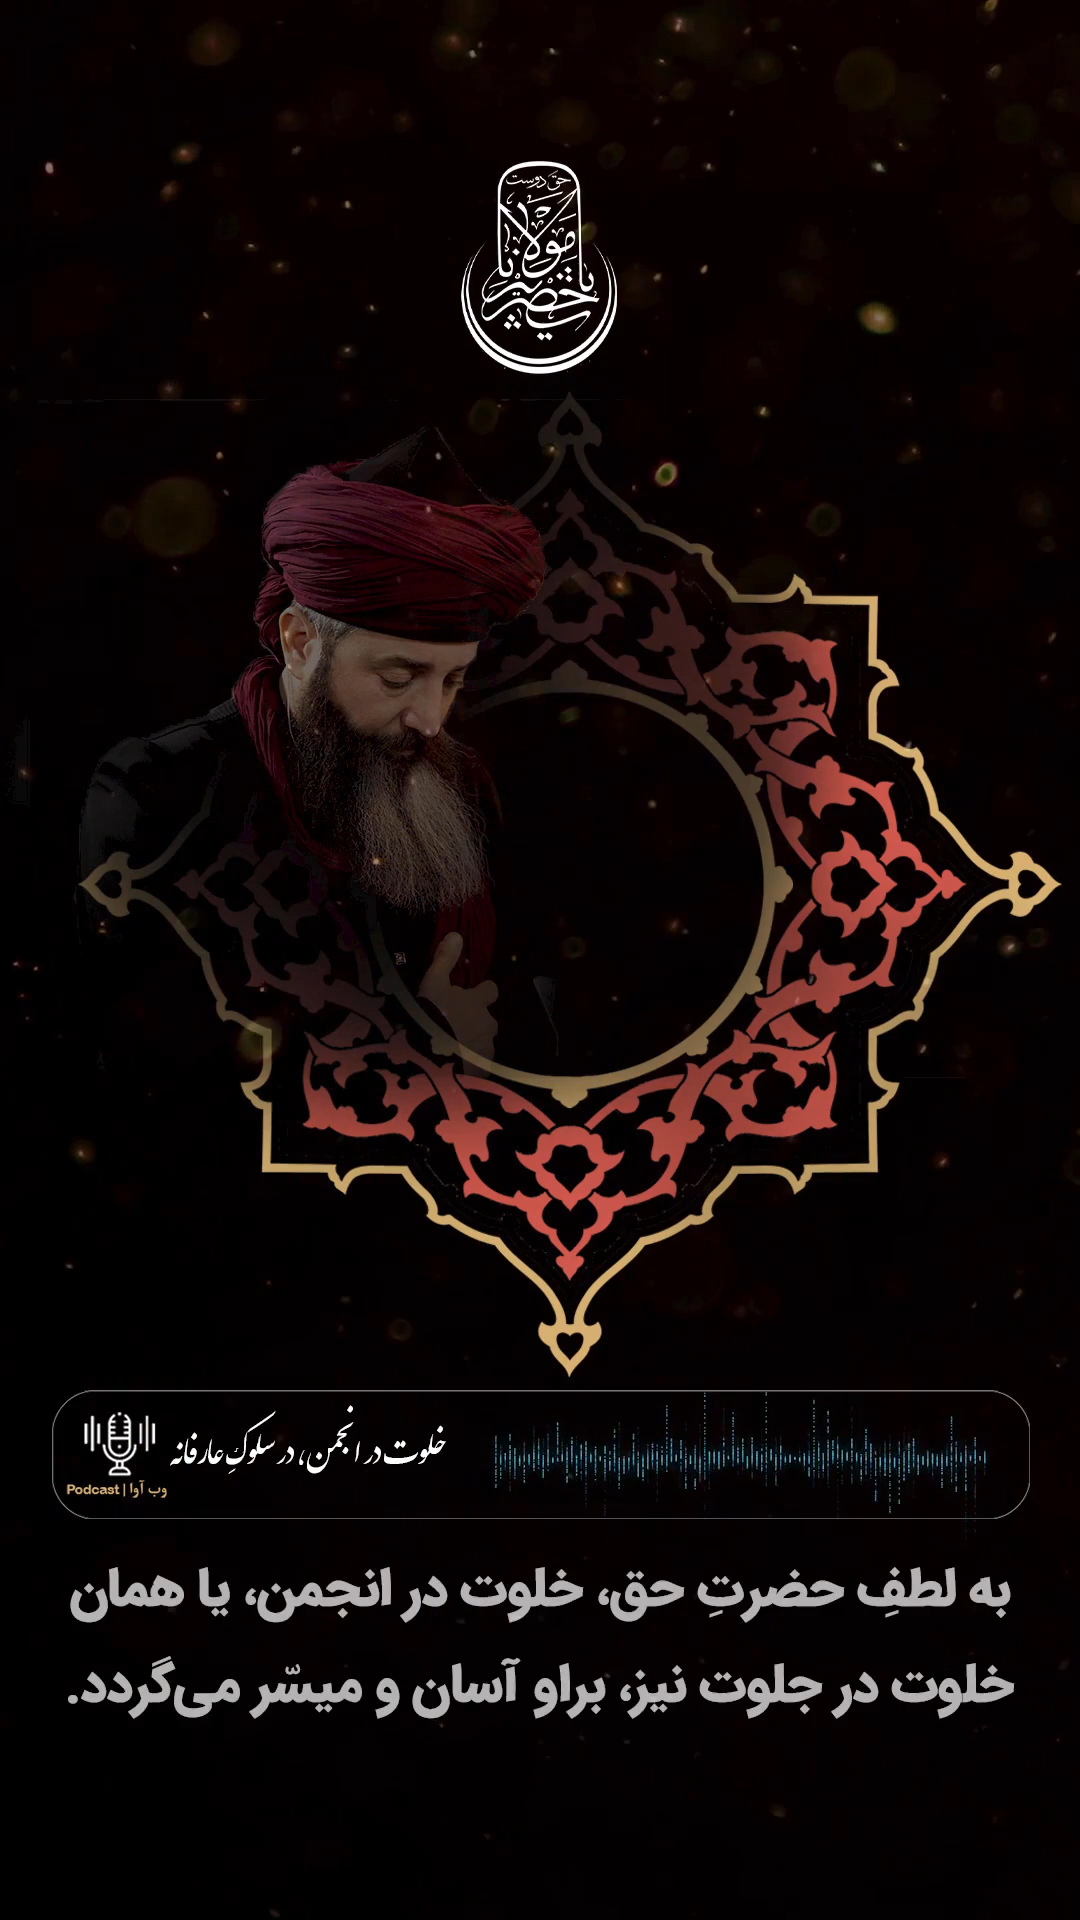 حق دوست
یا حضرت مولانا
خلوت در انجمن، در سلوکِ عارفانه
وب آوا | Podcast
به لطفِ حضرتِ حق، خلوت در انجمن، یا همان
خلوت در جلوت نیز، براو آسان و میسّر می‌گردد.